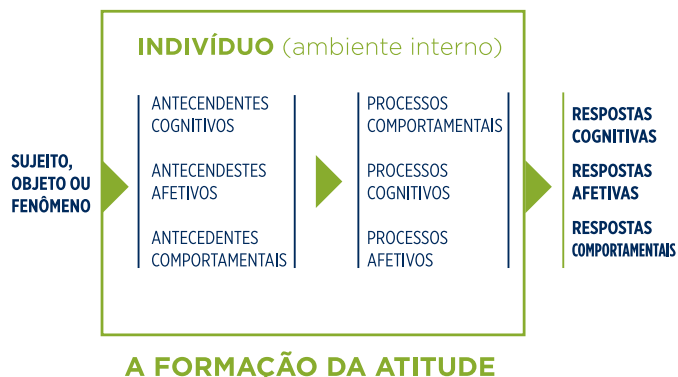 INDIVÍDUO (ambiente interno)
SUJEITO,
OBJETO OU
FENÔMENO
ANTECENDENTES
COGNITIVOS
ANTECENDESTES
AFETIVOS
ANTECEDENTES
COMPORTAMENTAIS
PROCESSOS
COMPORTAMENTAIS
PROCESSOS
COGNITIVOS
PROCESSOS
AFETIVOS
RESPOSTAS
COGNITIVAS
RESPOSTAS
AFETIVAS
RESPOSTAS
COMPORTAMENTAIS
A FORMAÇÃO DA ATITUDE